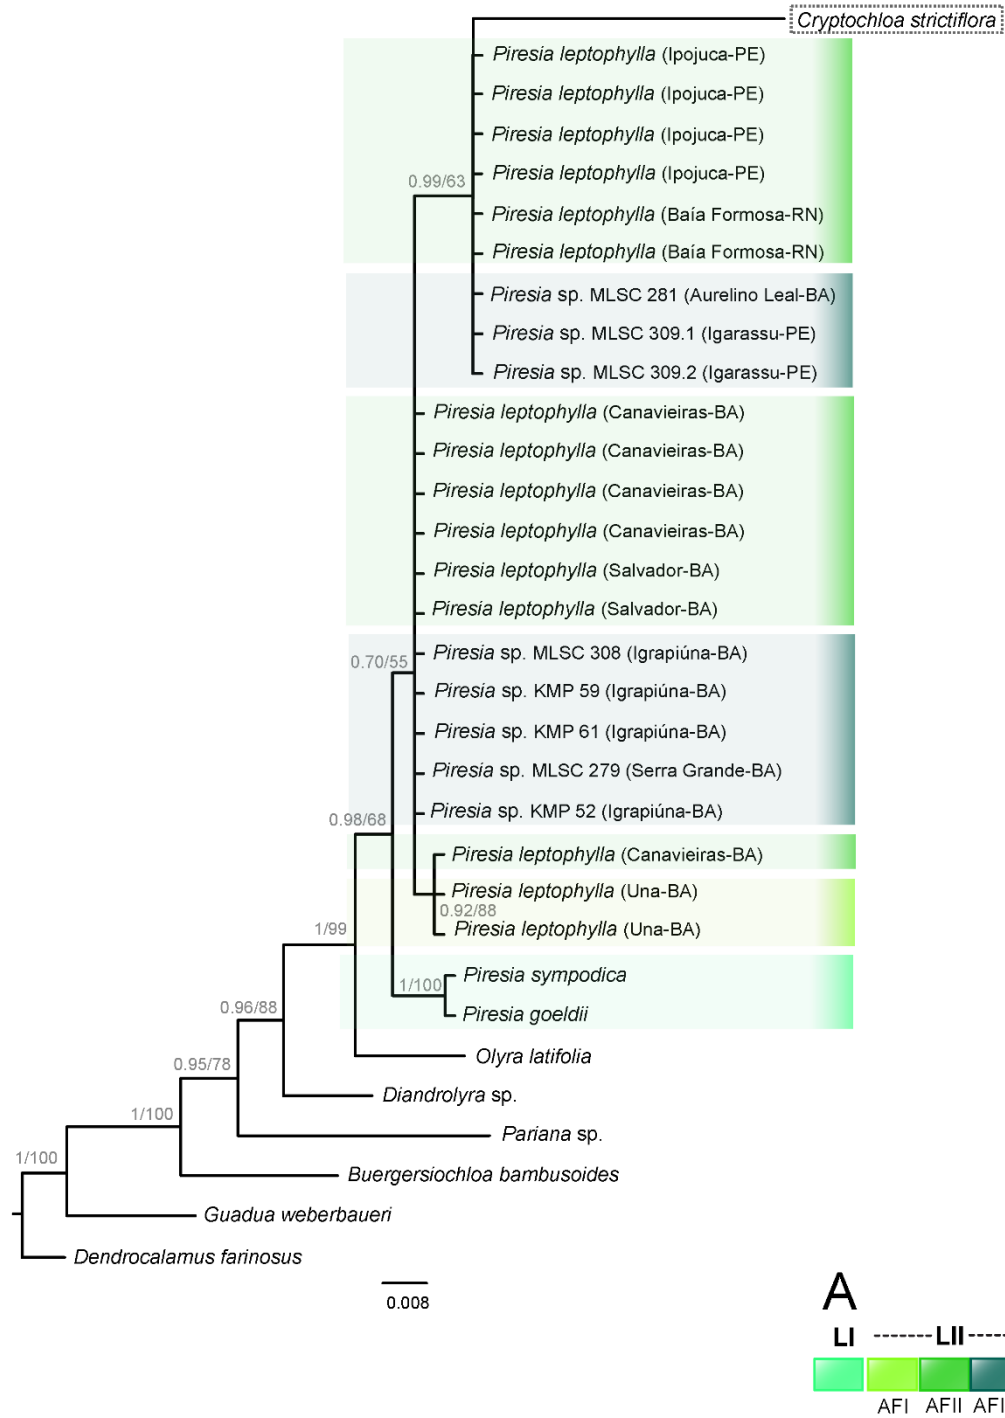 Cryptochloa strictiflora
Piresia leptophylla (Ipojuca-PE)
Piresia leptophylla (Ipojuca-PE)
Piresia leptophylla (Ipojuca-PE)
Piresia leptophylla (Ipojuca-PE)
0.99/63
Piresia leptophylla (Baía Formosa-RN)
Piresia leptophylla (Baía Formosa-RN)
Piresia sp. MLSC 281 (Aurelino Leal-BA)
Piresia sp. MLSC 309.1 (Igarassu-PE)
Piresia sp. MLSC 309.2 (Igarassu-PE)
Piresia leptophylla (Canavieiras-BA)
Piresia leptophylla (Canavieiras-BA)
Piresia leptophylla (Canavieiras-BA)
Piresia leptophylla (Canavieiras-BA)
Piresia leptophylla (Salvador-BA)
Piresia leptophylla (Salvador-BA)
Piresia sp. MLSC 308 (Igrapiúna-BA)
0.70/55
Piresia sp. KMP 59 (Igrapiúna-BA)
Piresia sp. KMP 61 (Igrapiúna-BA)
Piresia sp. MLSC 279 (Serra Grande-BA)
Piresia sp. KMP 52 (Igrapiúna-BA)
0.98/68
Piresia leptophylla (Canavieiras-BA)
Piresia leptophylla (Una-BA)
0.92/88
Piresia leptophylla (Una-BA)
1/99
Piresia sympodica
1/100
Piresia goeldii
0.96/88
Olyra latifolia
0.95/78
Diandrolyra sp.
1/100
Pariana sp.
1/100
Buergersiochloa bambusoides
Guadua weberbaueri
Dendrocalamus farinosus
0.008
A
LI ------- LII ----
AFI AFII AFI